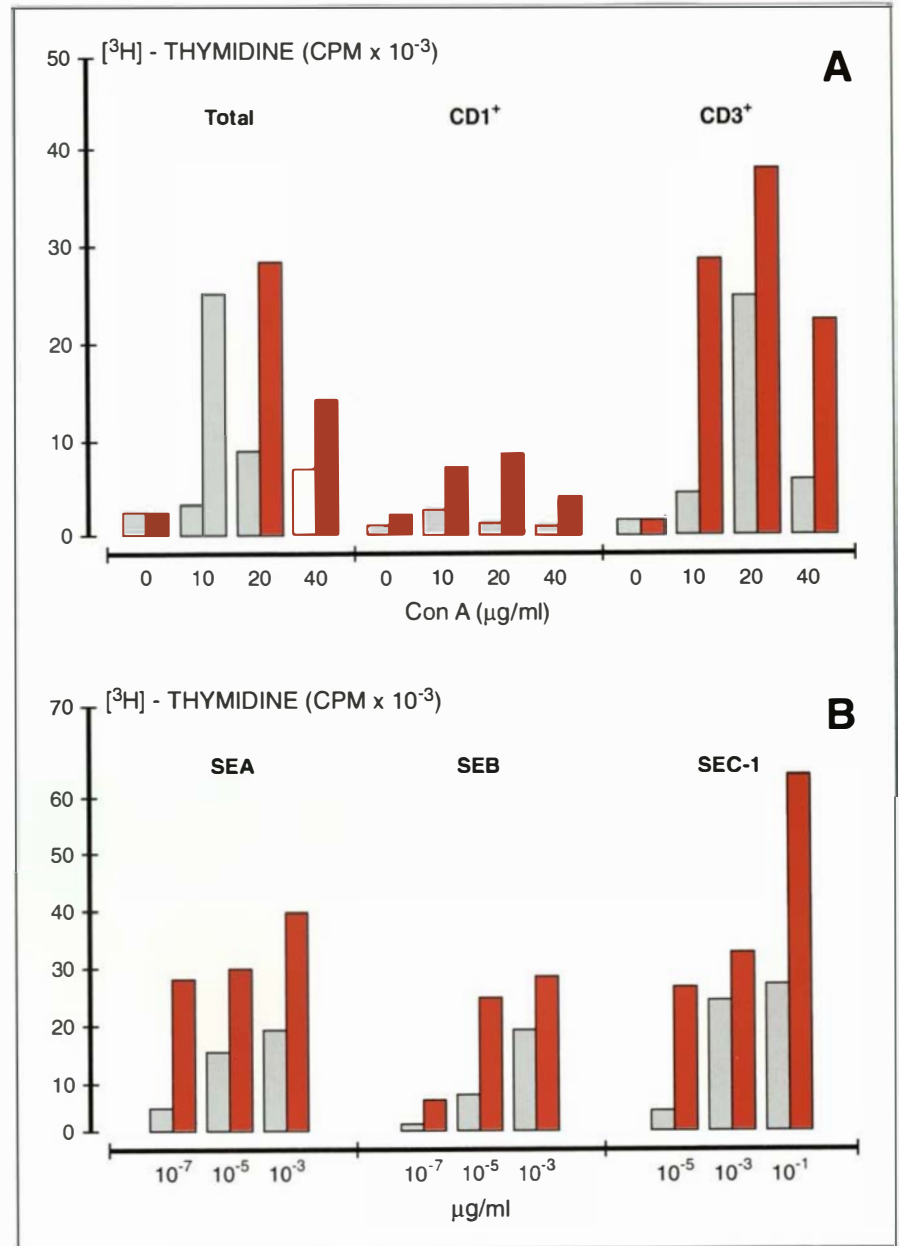 [³H] - THYMIDINE (CPM x 10⁻³)
A
50
40
30
20
10
0
Total
CD1⁺
CD3⁺
0 10 20 40 0 10 20 40 0 10 20 40
Con A (μg/ml)
[³H] - THYMIDINE (CPM x 10⁻³)
B
70
60
50
40
30
20
10
0
SEA
SEB
SEC-1
10⁻⁷ 10⁻⁵ 10⁻³ 10⁻⁷ 10⁻⁵ 10⁻³ 10⁻⁵ 10⁻³ 10⁻¹
μg/ml